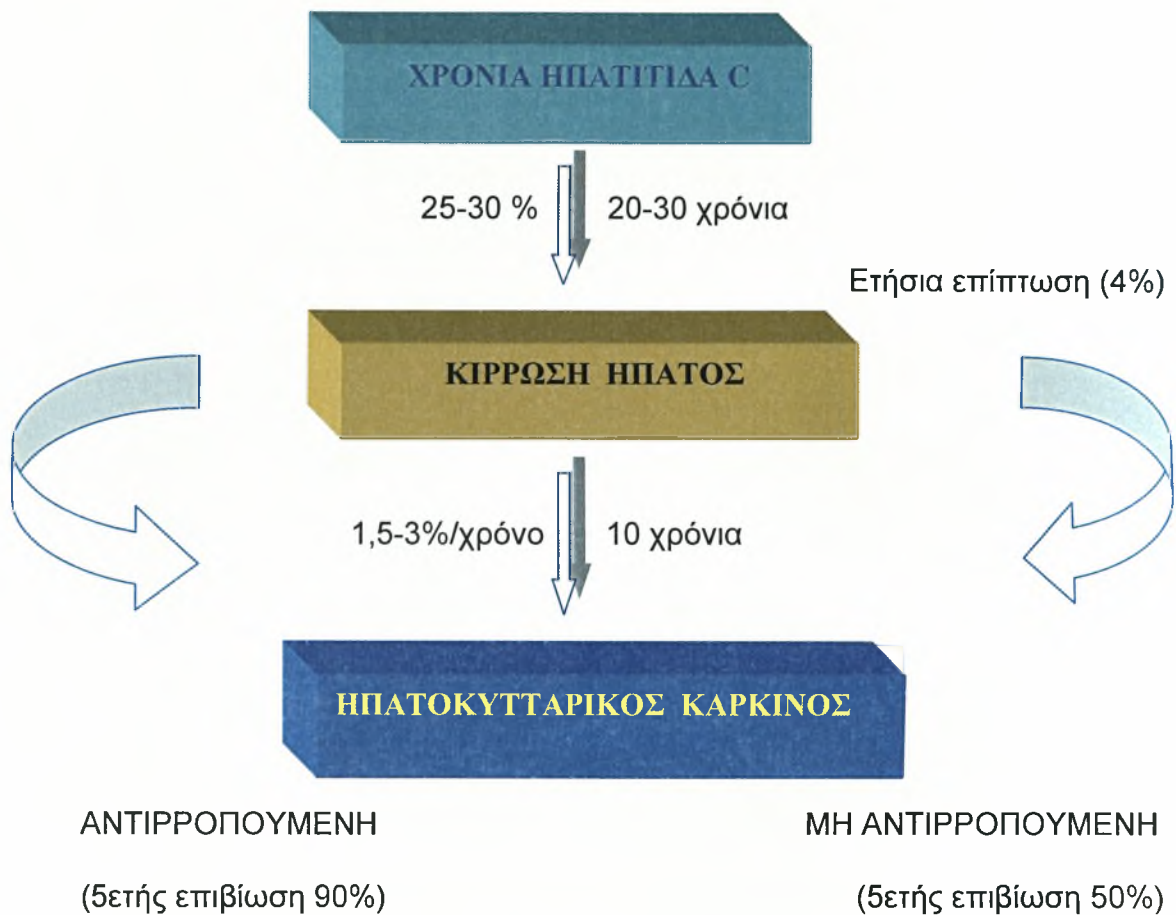 ΧΡΟΝΙΑ ΗΠΑΤΙΤΙΔΑ C
25-30 % 20-30 χρόνια
Ετήσια επίπτωση (4%)
ΚΙΡΡΩΣΗ ΗΠΑΤΟΣ
1,5-3%/χρόνο 10 χρόνια
ΗΠΑΤΟΚΥΤΤΑΡΙΚΟΣ ΚΑΡΚΙΝΟΣ
ΑΝΤΙΡΡΟΠΟΥΜΕΝΗ ΜΗ ΑΝΤΙΡΡΟΠΟΥΜΕΝΗ
(5ετής επιβίωση 90%) (5ετής επιβίωση 50%)